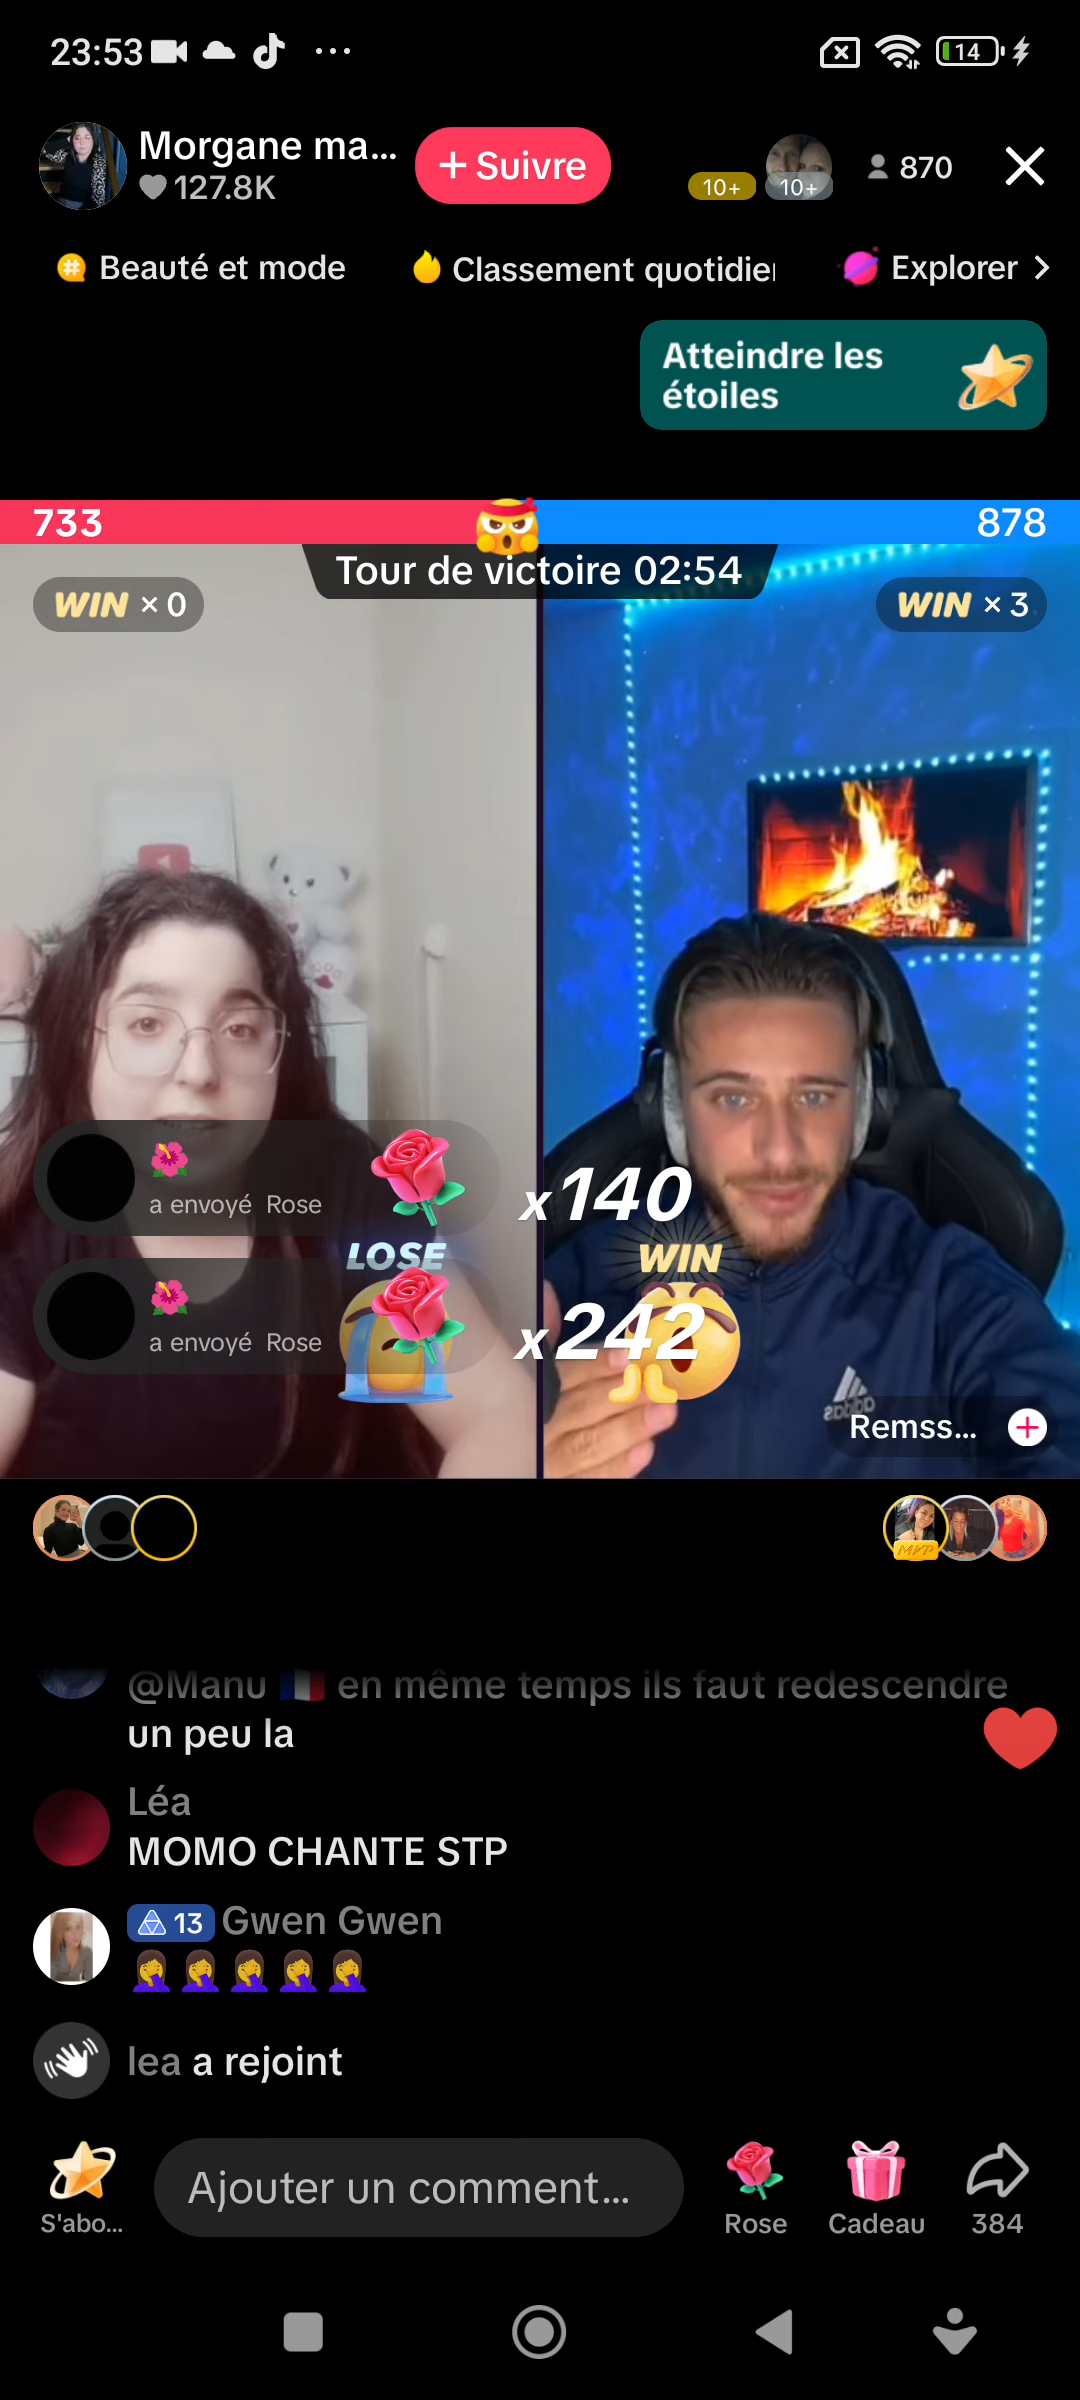 23:53
14
Morgane ma...
127.8K
+ Suivre
10+
10+
870
Beauté et mode
Classement quotidien
Explorer
Atteindre les
étoiles
733
878
Tour de victoire 02:54
WIN × 0
WIN × 3
a envoyé Rose
x140
LOSE
WIN
a envoyé Rose
x242
adidas
Remss...
MVP
@Manu 🇫🇷 en même temps ils faut redescendre
un peu la
Léa
MOMO CHANTE STP
13 Gwen Gwen
🤦‍♀️🤦‍♀️🤦‍♀️🤦‍♀️🤦‍♀️
lea a rejoint
S'abo...
Ajouter un comment...
Rose
Cadeau
384